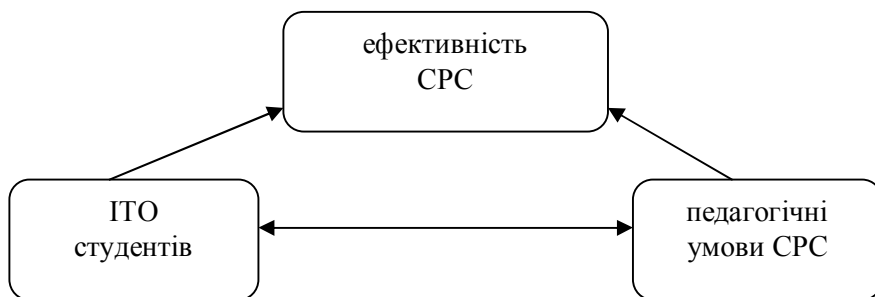 ефективність
СРС
ІТО
студентів
педагогічні
умови СРС